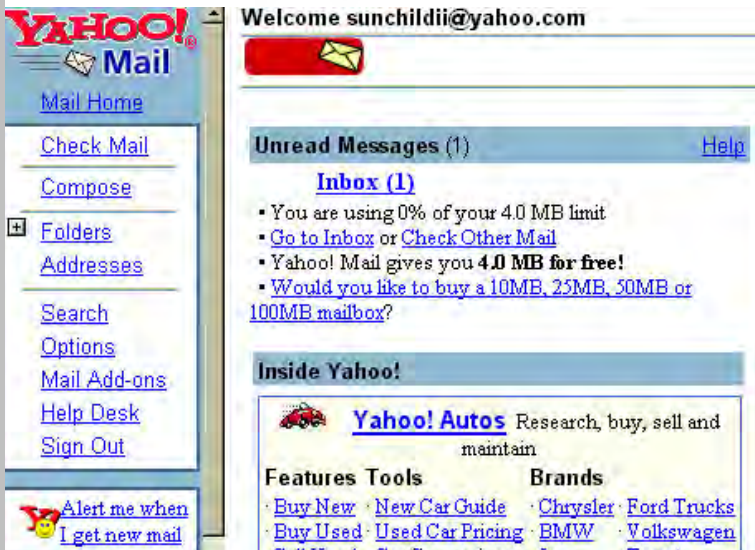 YAHOO!®
Mail
Mail Home
Check Mail
Compose
Folders
Addresses
Search
Options
Mail Add-ons
Help Desk
Sign Out
Alert me when
I get new mail
Welcome sunchildii@yahoo.com
Unread Messages (1) Help
Inbox (1)
▪ You are using 0% of your 4.0 MB limit
▪ Go to Inbox or Check Other Mail
▪ Yahoo! Mail gives you 4.0 MB for free!
▪ Would you like to buy a 10MB, 25MB, 50MB or
100MB mailbox?
Inside Yahoo!
Yahoo! Autos Research, buy, sell and
maintain
Features Tools Brands
· Buy New · New Car Guide · Chrysler · Ford Trucks
· Buy Used · Used Car Pricing · BMW · Volkswagen